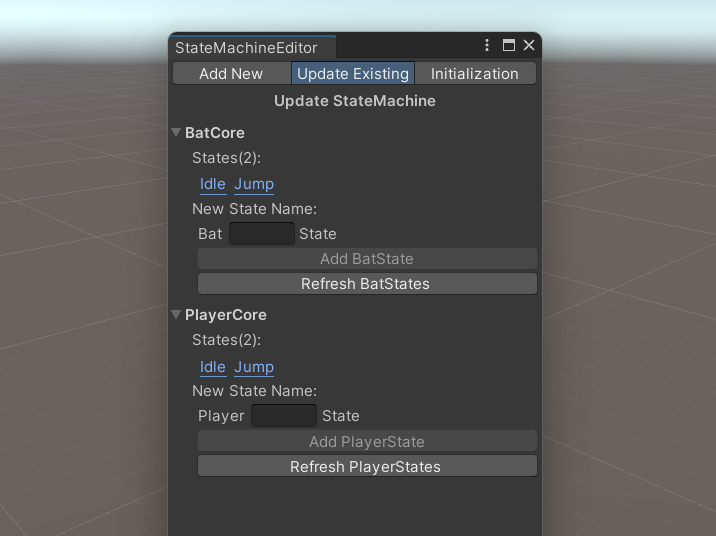 StateMachineEditor
Add New Update Existing Initialization
Update StateMachine
BatCore
States(2):
Idle Jump
New State Name:
Bat State
Add BatState
Refresh BatStates
PlayerCore
States(2):
Idle Jump
New State Name:
Player State
Add PlayerState
Refresh PlayerStates